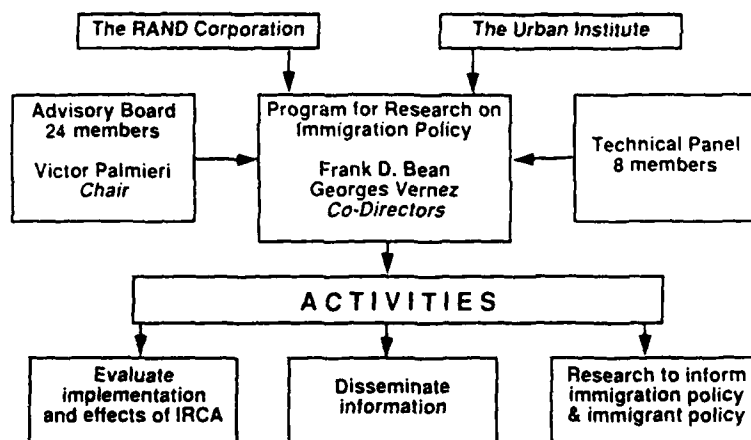 The RAND Corporation
The Urban Institute
Advisory Board
24 members
Victor Palmieri
Chair
Program for Research on
Immigration Policy
Frank D. Bean
Georges Vernez
Co-Directors
Technical Panel
8 members
ACTIVITIES
Evaluate
implementation
and effects of IRCA
Disseminate
information
Research to inform
immigration policy
& immigrant policy